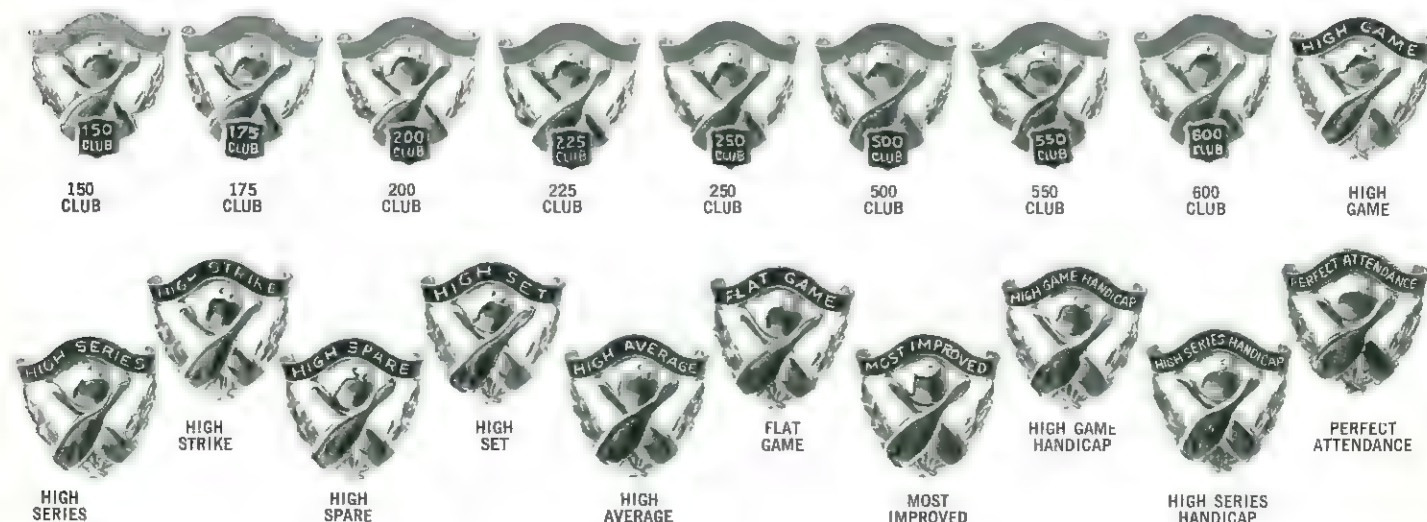 150
CLUB
175
CLUB
200
CLUB
225
CLUB
250
CLUB
500
CLUB
550
CLUB
600
CLUB
HIGH GAME
150
CLUB
175
CLUB
200
CLUB
225
CLUB
250
CLUB
500
CLUB
550
CLUB
600
CLUB
HIGH
GAME
HIGH STRIKE
HIGH SET
FLAT GAME
HIGH GAME HANDICAP
PERFECT ATTENDANCE
HIGH SERIES
HIGH SPARE
HIGH AVERAGE
MOST IMPROVED
HIGH SERIES HANDICAP
HIGH
STRIKE
HIGH
SET
FLAT
GAME
HIGH GAME
HANDICAP
PERFECT
ATTENDANCE
HIGH
SERIES
HIGH
SPARE
HIGH
AVERAGE
MOST
IMPROVED
HIGH SERIES
HANDICAP